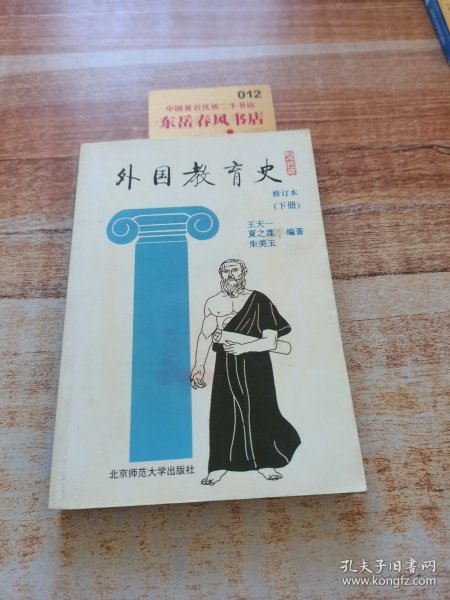 012
中国著名优质二手书店
东岳春风书店
外国教育史
修订本
(下册)
王天一
夏之莲 编著
朱美玉
北京师范大学出版社
孔夫子旧书网
www.kongfz.com